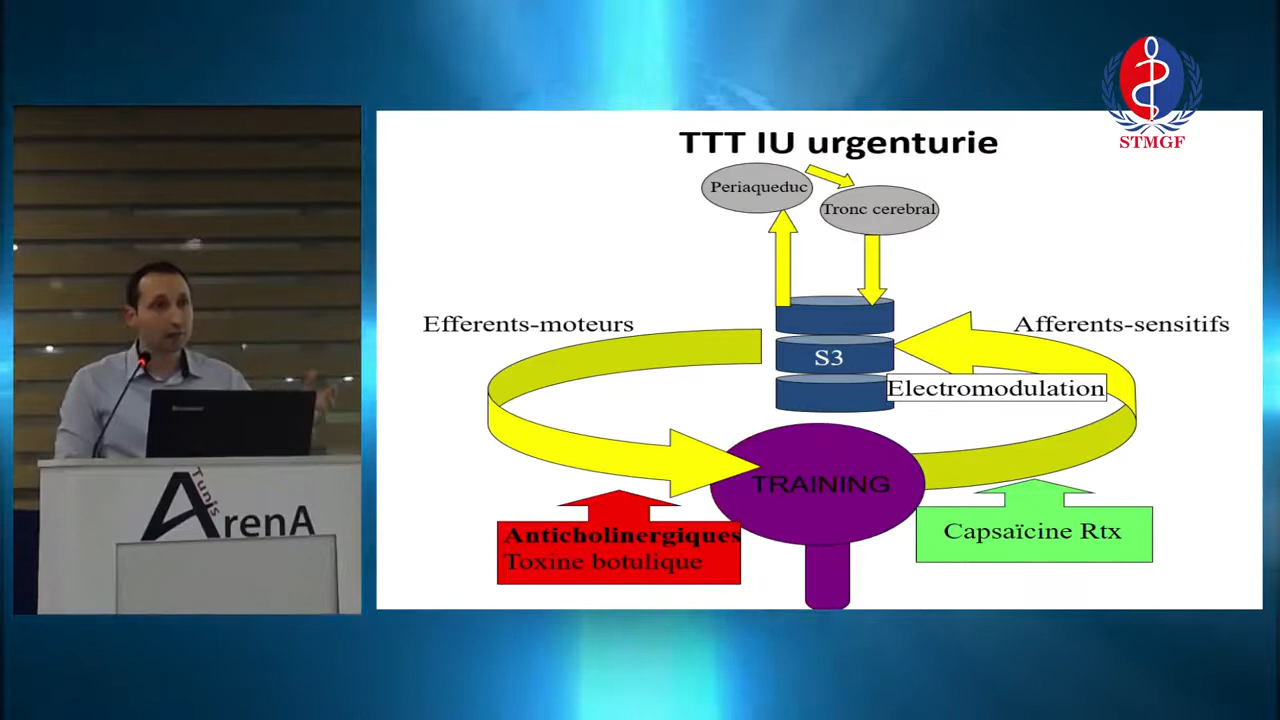 STMGF
TTT IU urgenturie
Periaqueduc
Tronc cerebral
Efferents-moteurs
Afferents-sensitifs
S3
Electromodulation
TRAINING
Anticholinergiques
Toxine botulique
Capsaïcine Rtx
Tunis
ArenA